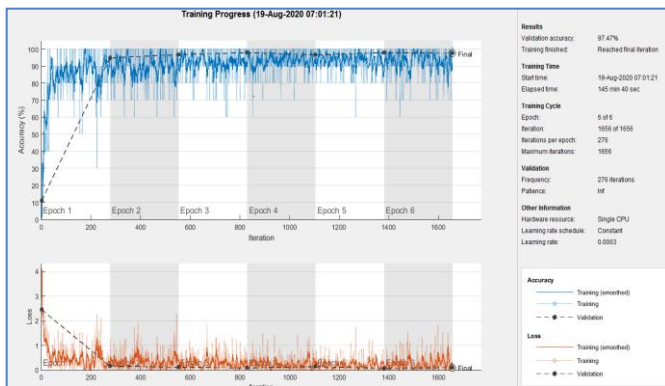 Training Progress (19-Aug-2020 07:01:21)
100
90
80
70
60
50
40
30
20
10
0
Accuracy (%)
Final
Epoch 1
Epoch 2
Epoch 3
Epoch 4
Epoch 5
Epoch 6
0
200
400
600
800
1000
1200
1400
1600
Iteration
4
3
2
1
0
Loss
Final
0
200
400
600
800
1000
1200
1400
1600
Results
Validation accuracy: 97.47%
Training finished: Reached final iteration
Training Time
Start time: 19-Aug-2020 07:01:21
Elapsed time: 145 min 40 sec
Training Cycle
Epoch: 6 of 6
Iteration: 1656 of 1656
Iterations per epoch: 276
Maximum iterations: 1656
Validation
Frequency: 276 iterations
Patience: Inf
Other Information
Hardware resource: Single CPU
Learning rate schedule: Constant
Learning rate: 0.0003
Accuracy
Training (smoothed)
Training
Validation
Loss
Training (smoothed)
Training
Validation